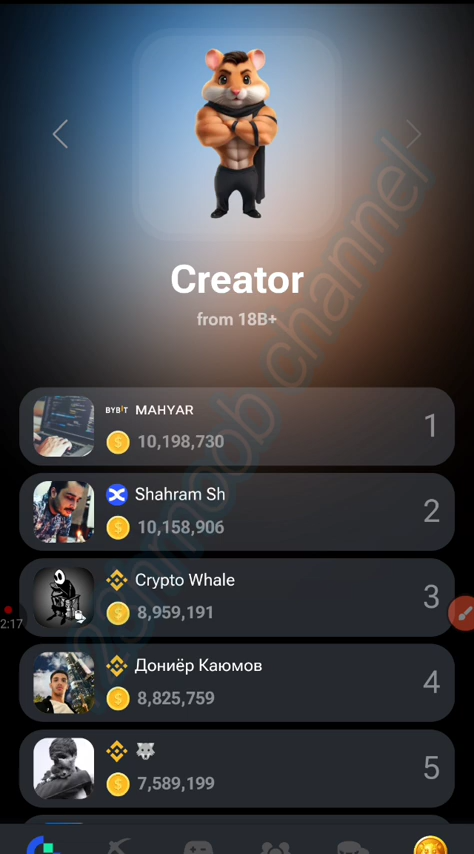 Creator
from 18B+
BYBIT MAHYAR
10,198,730
1
Shahram Sh
10,158,906
2
Crypto Whale
8,959,191
3
2:17
Дониёр Каюмов
8,825,759
4
7,589,199
5
channel